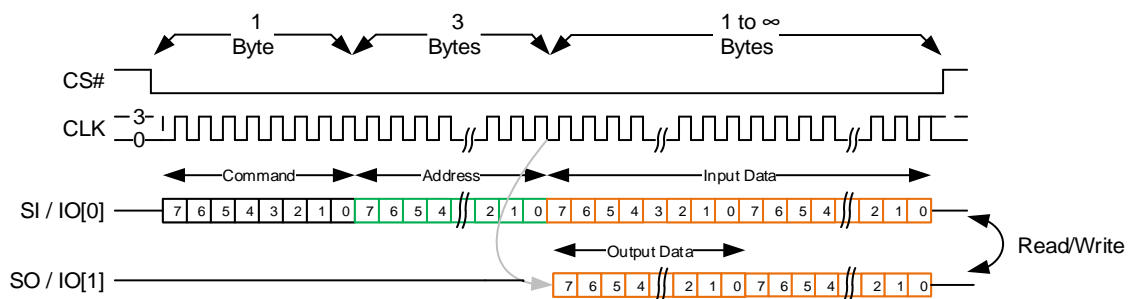 1 Byte
3 Bytes
1 to ∞ Bytes
CS#
CLK
3
0
Command
Address
Input Data
SI / IO[0]
7 6 5 4 3 2 1 0 7 6 5 4 2 1 0 7 6 5 4 3 2 1 0 7 6 5 4 2 1 0
Output Data
Read/Write
SO / IO[1]
7 6 5 4 2 1 0 7 6 5 4 2 1 0